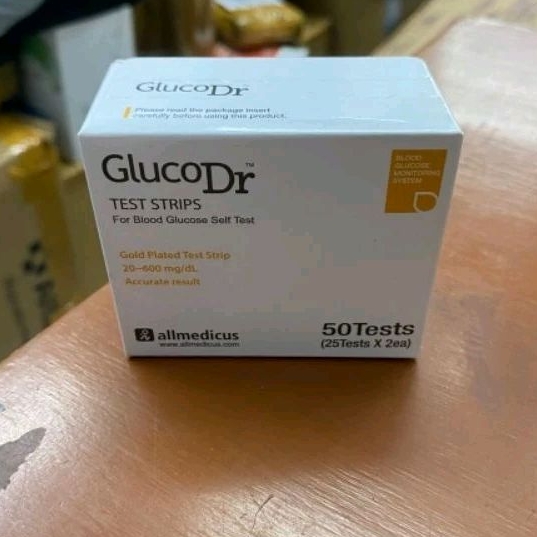 GlucoDr
Please read the package insert
carefully before using this product.
GlucoDr™
TEST STRIPS
For Blood Glucose Self Test
BLOOD
GLUCOSE
MONITORING
SYSTEM
Gold Plated Test Strip
20~600 mg/dL
Accurate result
allmedicus
www.allmedicus.com
50Tests
(25Tests X 2ea)